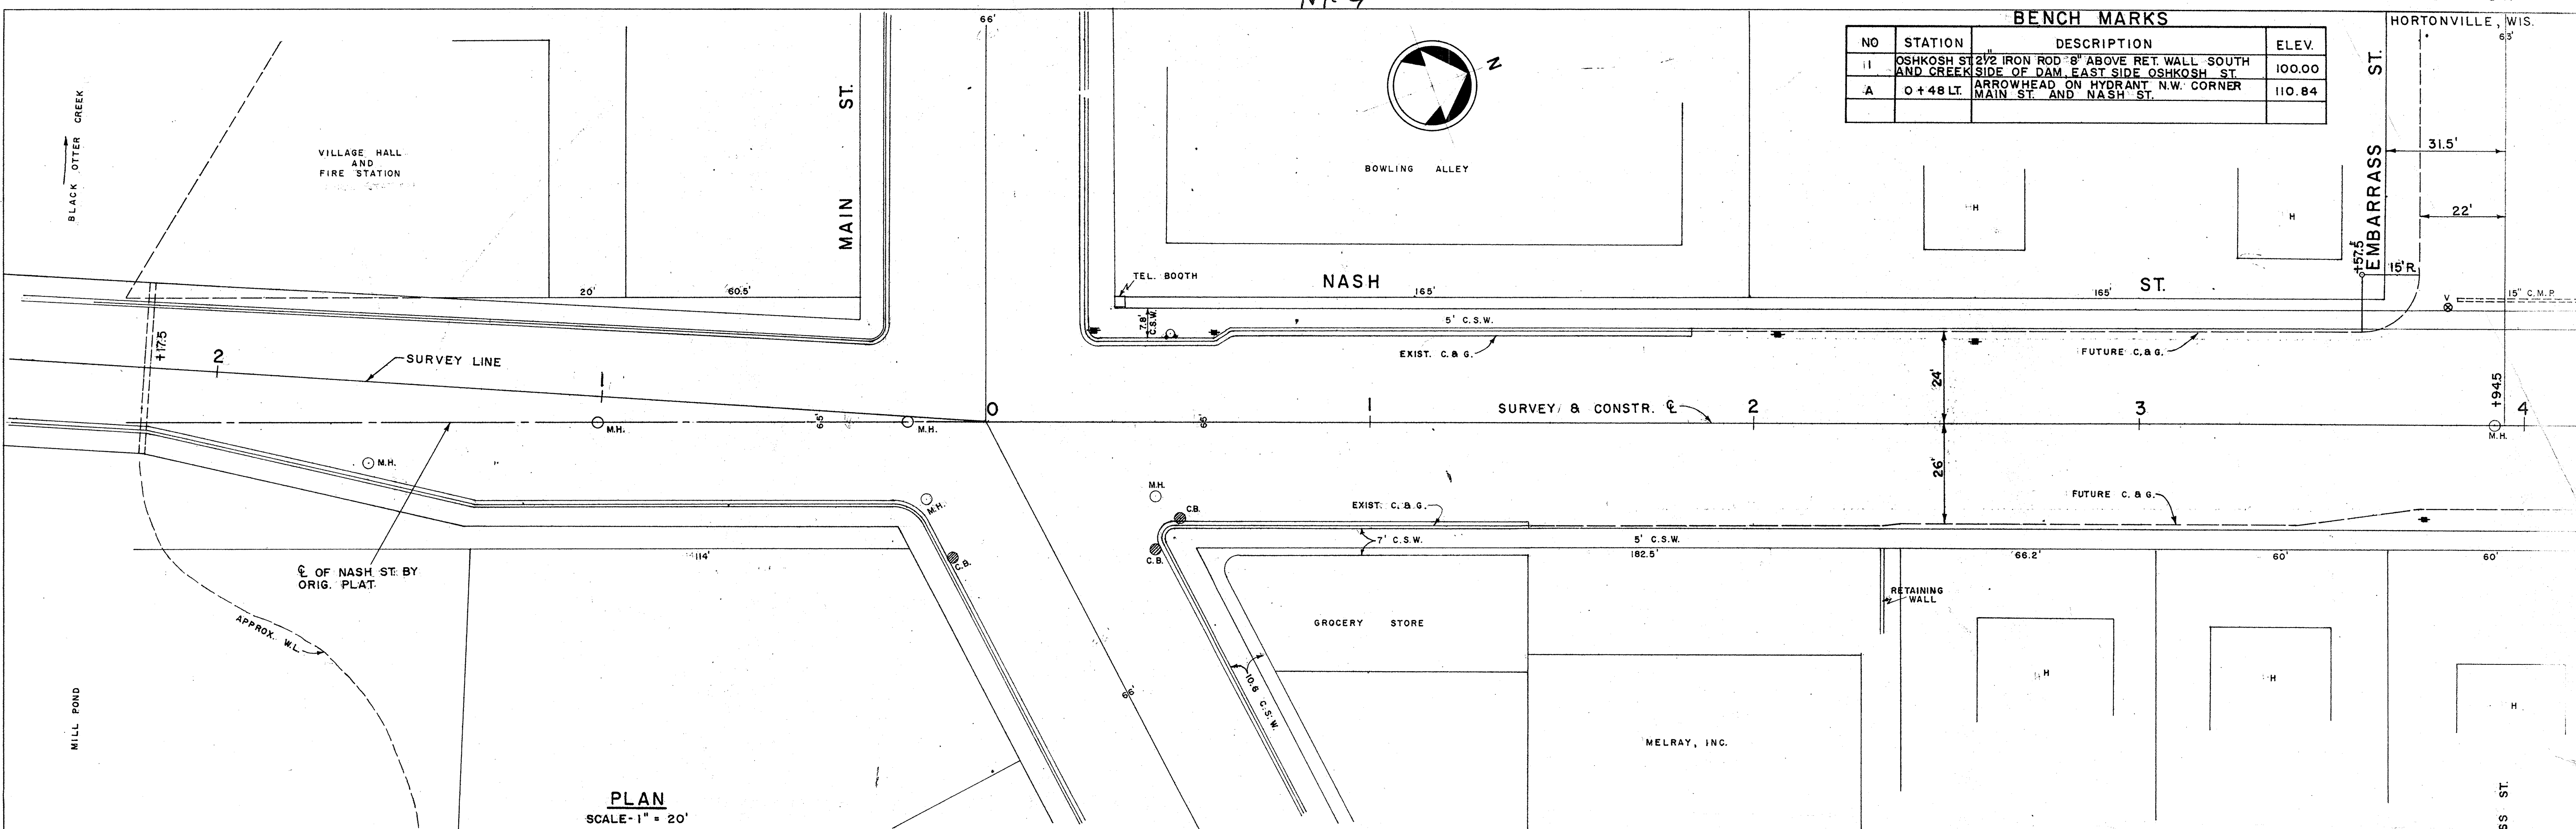 HORTONVILLE, WIS.
66'
63'
BENCH MARKS
NO STATION DESCRIPTION ELEV.
11 OSHKOSH ST. AND CREEK 2 1/2" IRON ROD 8" ABOVE RET. WALL SOUTH SIDE OF DAM, EAST SIDE OSHKOSH ST. 100.00
A 0+48 LT. ARROWHEAD ON HYDRANT N.W. CORNER MAIN ST. AND NASH ST. 110.84
BLACK OTTER CREEK
VILLAGE HALL
AND
FIRE STATION
MAIN ST.
N
BOWLING ALLEY
H
H
EMBARRASS ST.
31.5'
22'
+57.5
15'R.
20'
60.5'
TEL. BOOTH
NASH ST.
165'
165'
V
15" C.M.P.
7.8' C.S.W.
5' C.S.W.
EXIST. C. & G.
FUTURE C. & G.
+17.5
2
SURVEY LINE
1
0
1
SURVEY & CONSTR. ℄
2
24'
3
+94.5
4
M.H.
M.H.
65'
M.H.
66'
M.H.
26'
M.H.
M.H.
M.H.
C.B.
EXIST. C. & G.
FUTURE C. & G.
C.B.
C.B.
7' C.S.W.
5' C.S.W.
114'
182.5'
66.2'
60'
60'
℄ OF NASH ST. BY
ORIG. PLAT
RETAINING
WALL
APPROX. W.L.
GROCERY STORE
10.6 C.S.W.
66'
H
H
H
MILL POND
MELRAY, INC.
PLAN
SCALE-1" = 20'
SS ST.